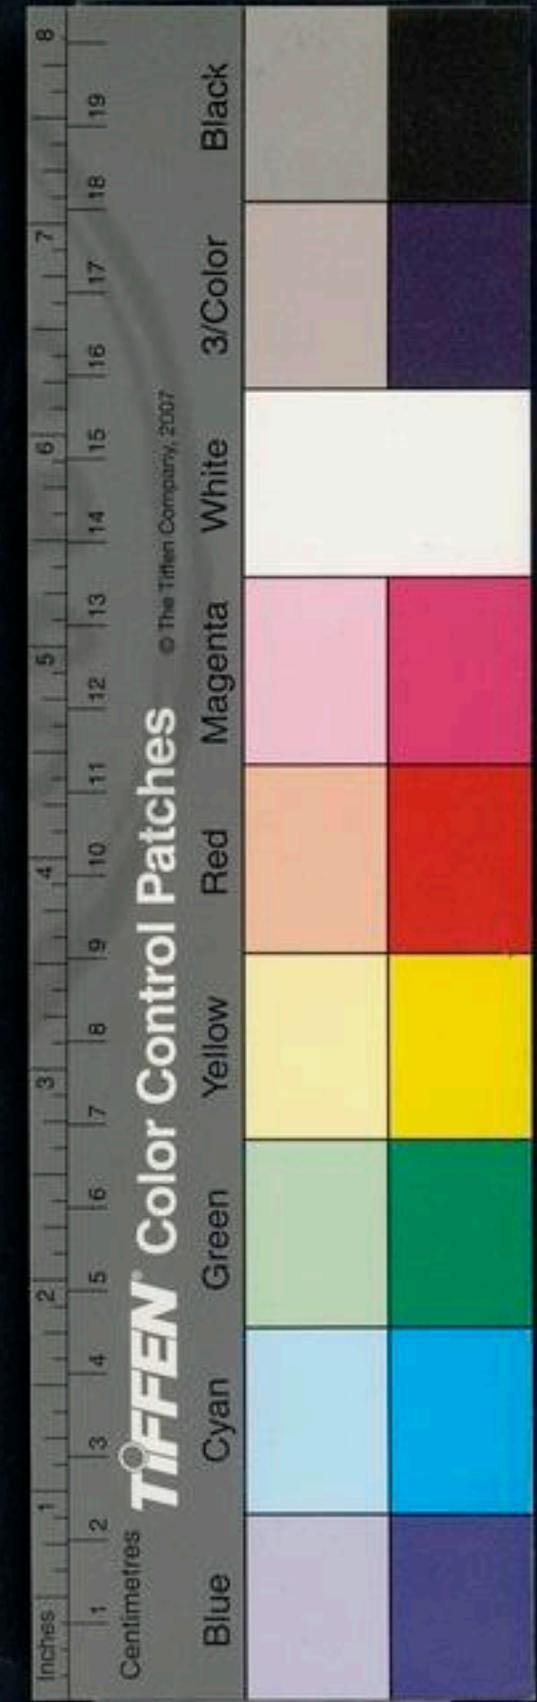 Inches 1 2 3 4 5 6 7 8
Centimetres 1 2 3 4 5 6 7 8 9 10 11 12 13 14 15 16 17 18 19
TIFFEN® Color Control Patches © The Tiffen Company, 2007
Blue Cyan Green Yellow Red Magenta White 3/Color Black